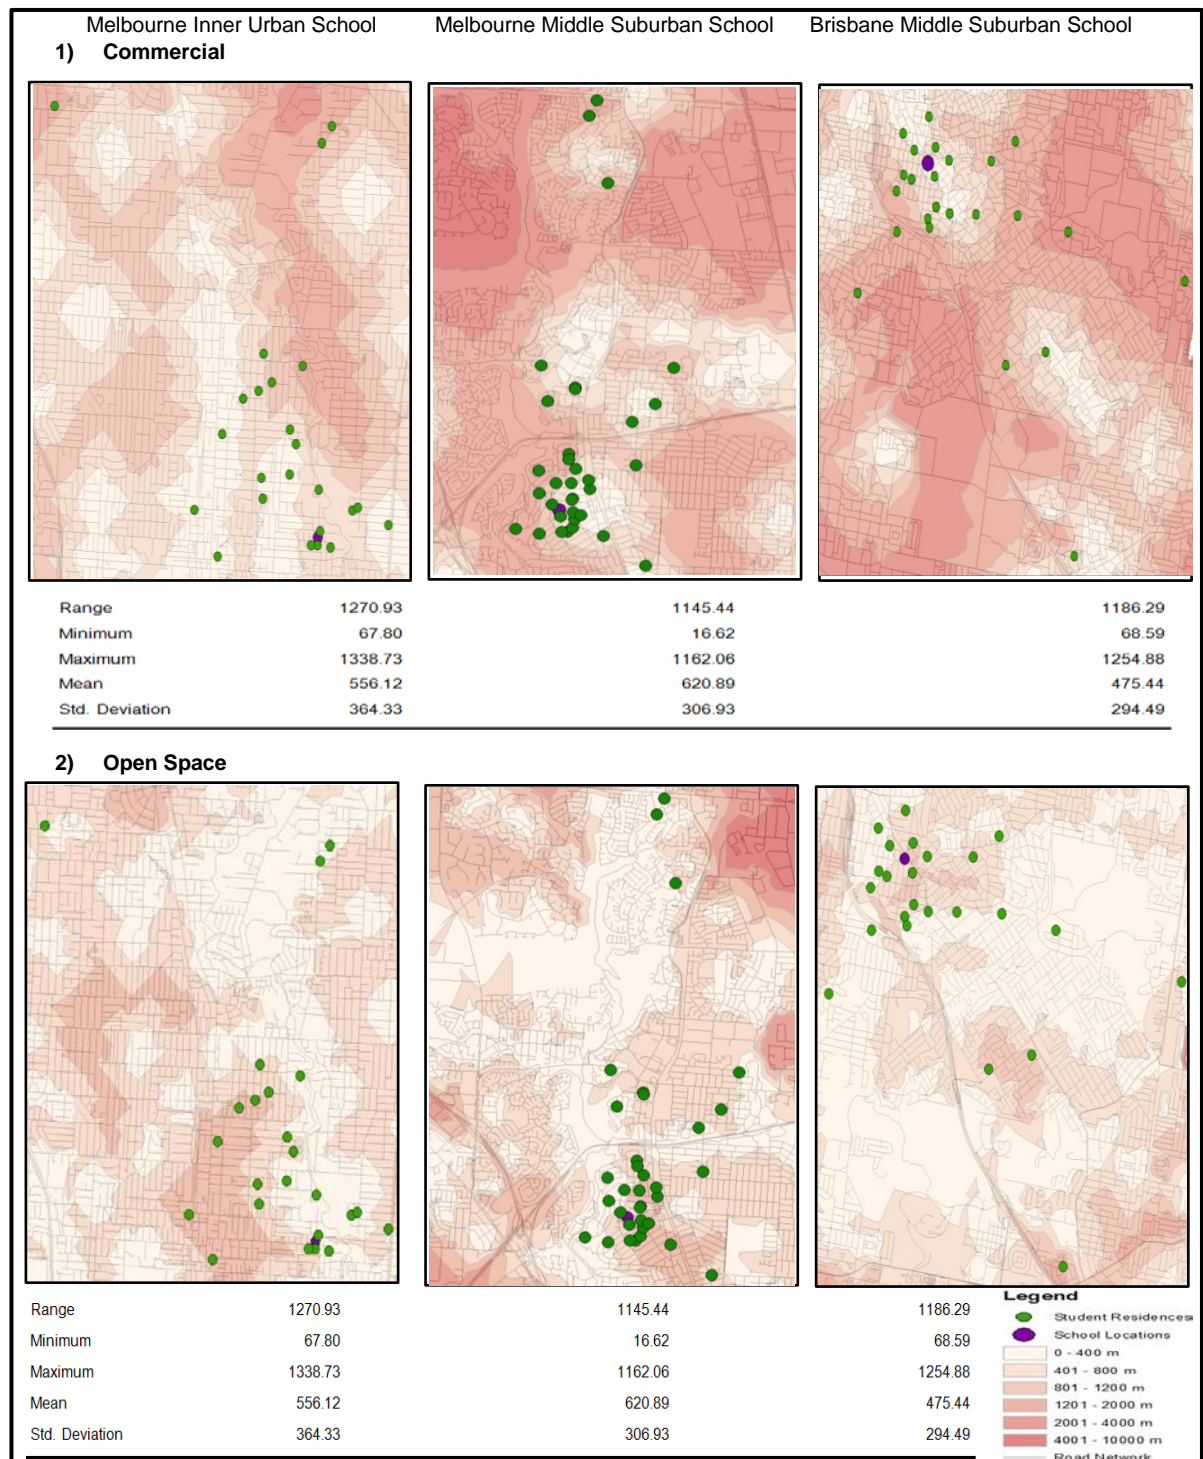 Melbourne Inner Urban School Melbourne Middle Suburban School Brisbane Middle Suburban School
1) Commercial
Range 1270.93 1145.44 1186.29
Minimum 67.80 16.62 68.59
Maximum 1338.73 1162.06 1254.88
Mean 556.12 620.89 475.44
Std. Deviation 364.33 306.93 294.49
2) Open Space
Range 1270.93 1145.44 1186.29
Minimum 67.80 16.62 68.59
Maximum 1338.73 1162.06 1254.88
Mean 556.12 620.89 475.44
Std. Deviation 364.33 306.93 294.49
Legend
Student Residences
School Locations
0 - 400 m
401 - 800 m
801 - 1200 m
1201 - 2000 m
2001 - 4000 m
4001 - 10000 m
Road Network